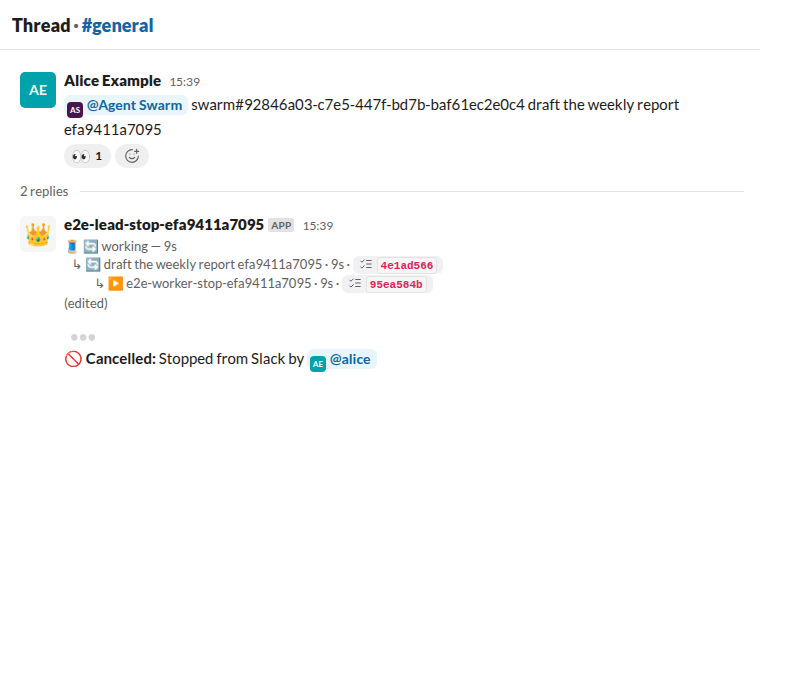 Thread • #general
AE Alice Example 15:39
AS @Agent Swarm swarm#92846a03-c7e5-447f-bd7b-baf61ec2e0c4 draft the weekly report
efa9411a7095
👀 1
2 replies
e2e-lead-stop-efa9411a7095 APP 15:39
🧵 🔄 working — 9s
↳ 🔄 draft the weekly report efa9411a7095 · 9s · 4e1ad566
↳ ▶️ e2e-worker-stop-efa9411a7095 · 9s · 95ea584b
(edited)
🚫 Cancelled: Stopped from Slack by AE @alice